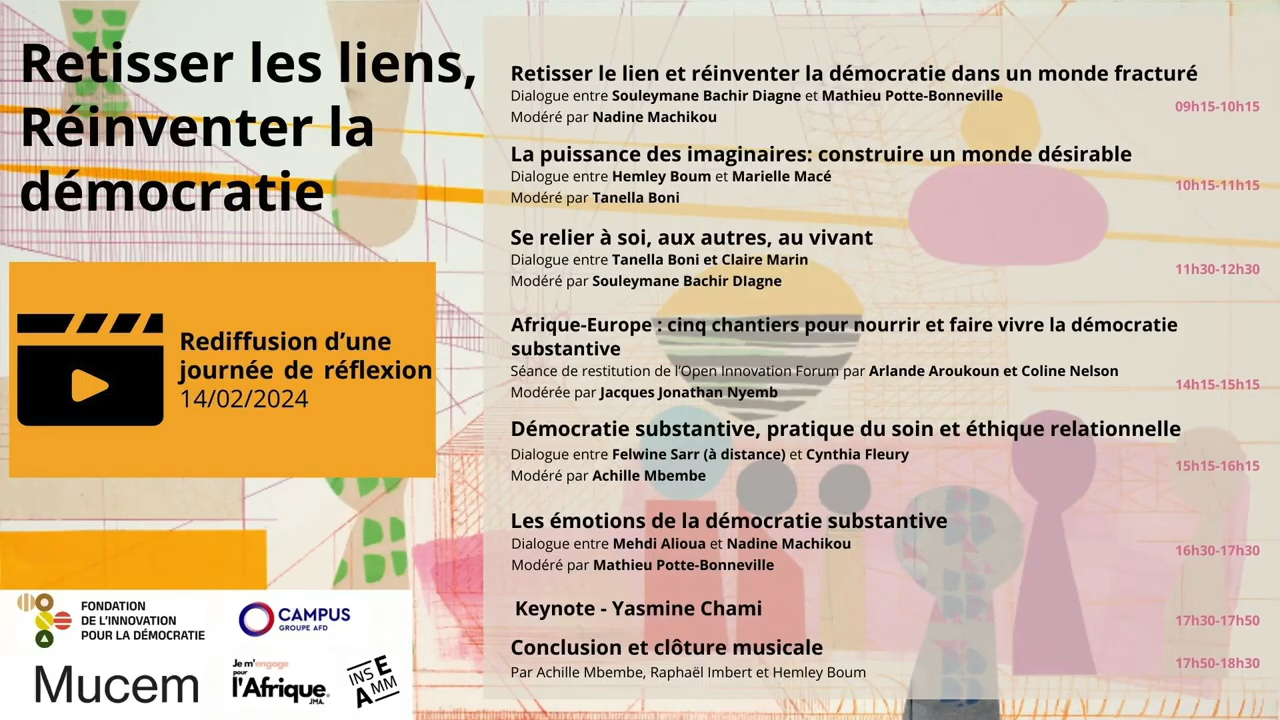 Retisser les liens,
Réinventer la
démocratie
Rediffusion d'une
journée de réflexion
14/02/2024
FONDATION
DE L'INNOVATION
POUR LA DÉMOCRATIE
CAMPUS
GROUPE AFD
Mucem
Je m'engage
pour
l'Afrique.
JMA.
INSE
AMM
Retisser le lien et réinventer la démocratie dans un monde fracturé
Dialogue entre Souleymane Bachir Diagne et Mathieu Potte-Bonneville
Modéré par Nadine Machikou
09h15-10h15
La puissance des imaginaires: construire un monde désirable
Dialogue entre Hemley Boum et Marielle Macé
Modéré par Tanella Boni
10h15-11h15
Se relier à soi, aux autres, au vivant
Dialogue entre Tanella Boni et Claire Marin
Modéré par Souleymane Bachir DIagne
11h30-12h30
Afrique-Europe : cinq chantiers pour nourrir et faire vivre la démocratie
substantive
Séance de restitution de l'Open Innovation Forum par Arlande Aroukoun et Coline Nelson
Modérée par Jacques Jonathan Nyemb
14h15-15h15
Démocratie substantive, pratique du soin et éthique relationnelle
Dialogue entre Felwine Sarr (à distance) et Cynthia Fleury
Modéré par Achille Mbembe
15h15-16h15
Les émotions de la démocratie substantive
Dialogue entre Mehdi Alioua et Nadine Machikou
Modéré par Mathieu Potte-Bonneville
16h30-17h30
Keynote - Yasmine Chami
17h30-17h50
Conclusion et clôture musicale
Par Achille Mbembe, Raphaël Imbert et Hemley Boum
17h50-18h30